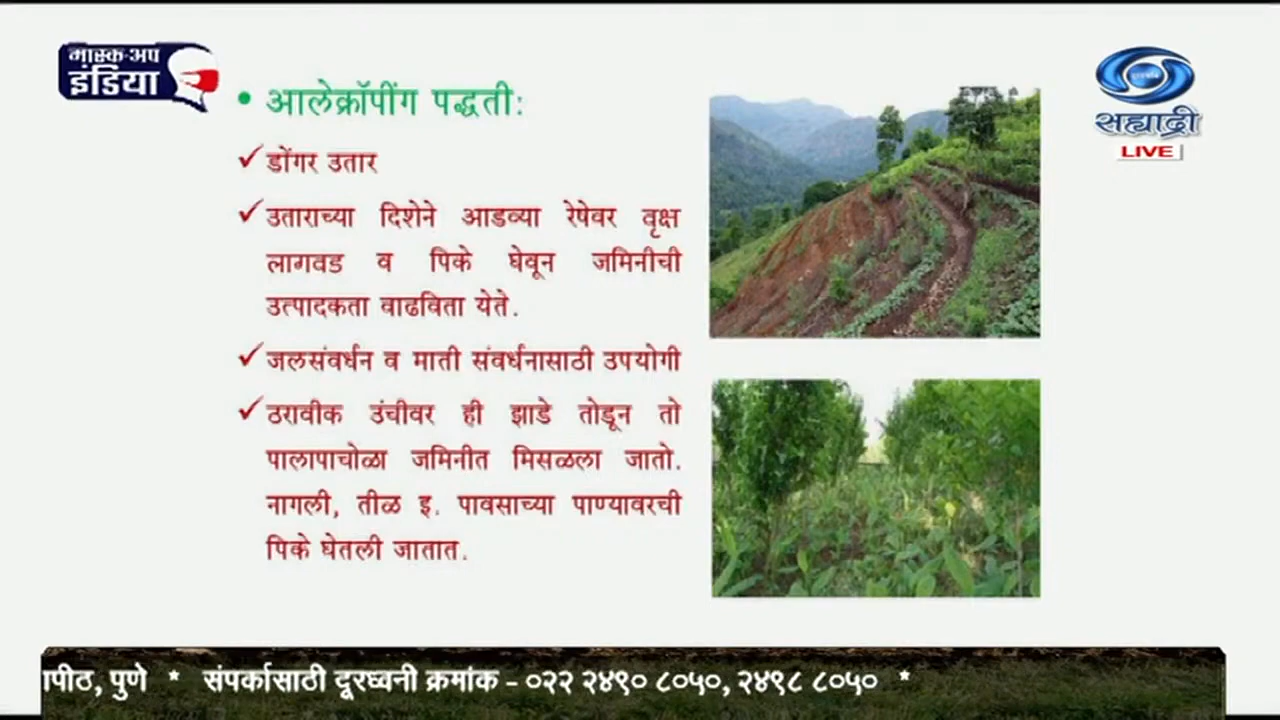 मास्क-अप
इंडिया
• आलेक्रॉपींग पद्धती:
सह्याद्री
LIVE
✓ डोंगर उतार
✓ उताराच्या दिशेने आडव्या रेषेवर वृक्ष
लागवड व पिके घेवून जमिनीची
उत्पादकता वाढविता येते.
✓ जलसंवर्धन व माती संवर्धनासाठी उपयोगी
✓ ठरावीक उंचीवर ही झाडे तोडून तो
पालापाचोळा जमिनीत मिसळला जातो.
नागली, तीळ इ. पावसाच्या पाण्यावरची
पिके घेतली जातात.
ापीठ, पुणे * संपर्कासाठी दूरध्वनी क्रमांक – ०२२ २४९० ८०५०, २४९८ ८०५० *